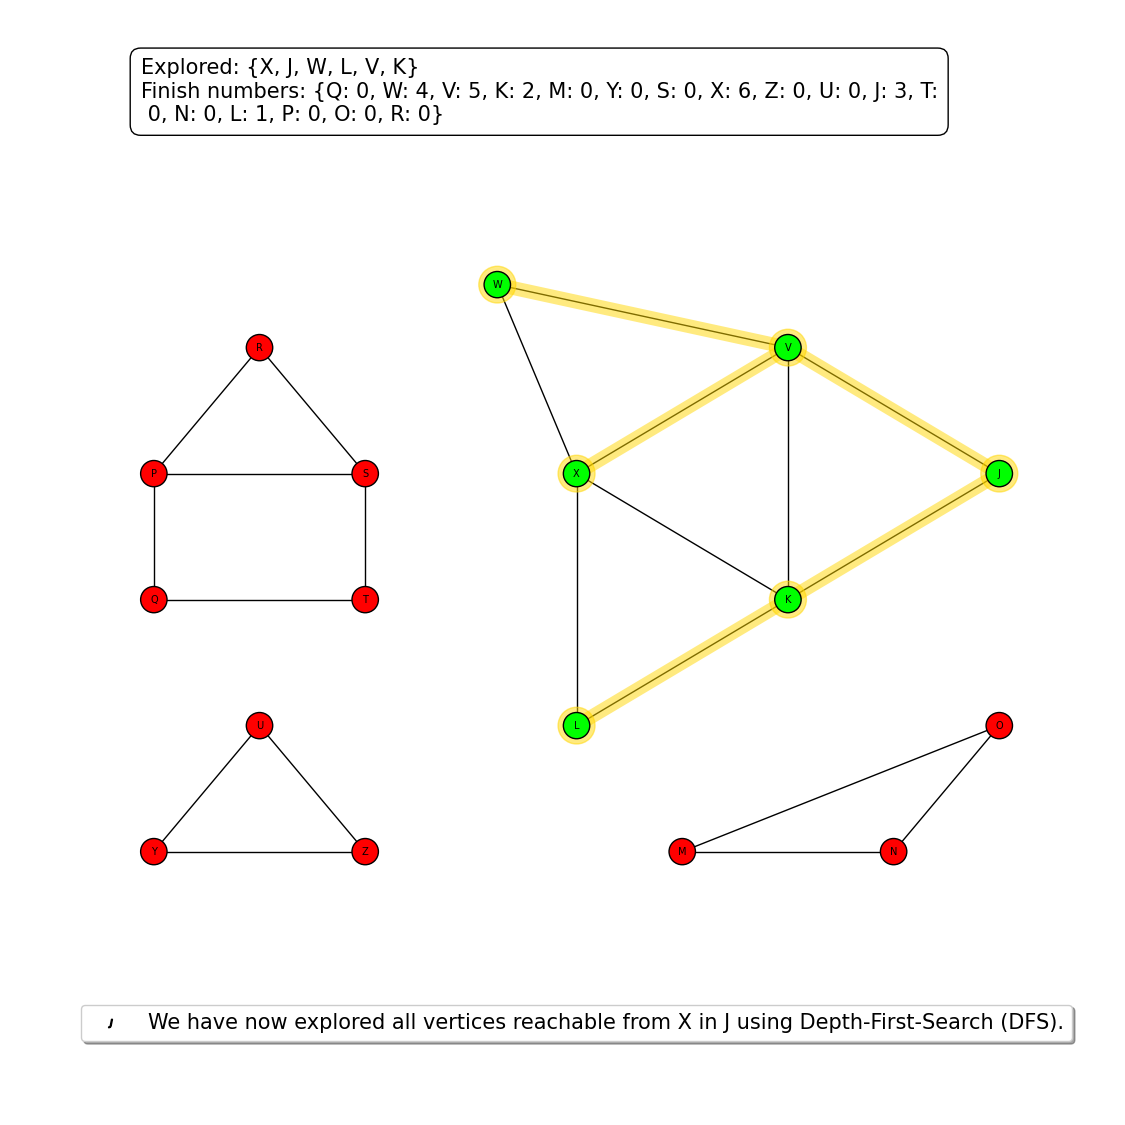 Explored: {X, J, W, L, V, K}
Finish numbers: {Q: 0, W: 4, V: 5, K: 2, M: 0, Y: 0, S: 0, X: 6, Z: 0, U: 0, J: 3, T:
0, N: 0, L: 1, P: 0, O: 0, R: 0}
W
R
V
P
S
X
J
Q
T
K
U
L
O
Y
Z
M
N
We have now explored all vertices reachable from X in J using Depth-First-Search (DFS).